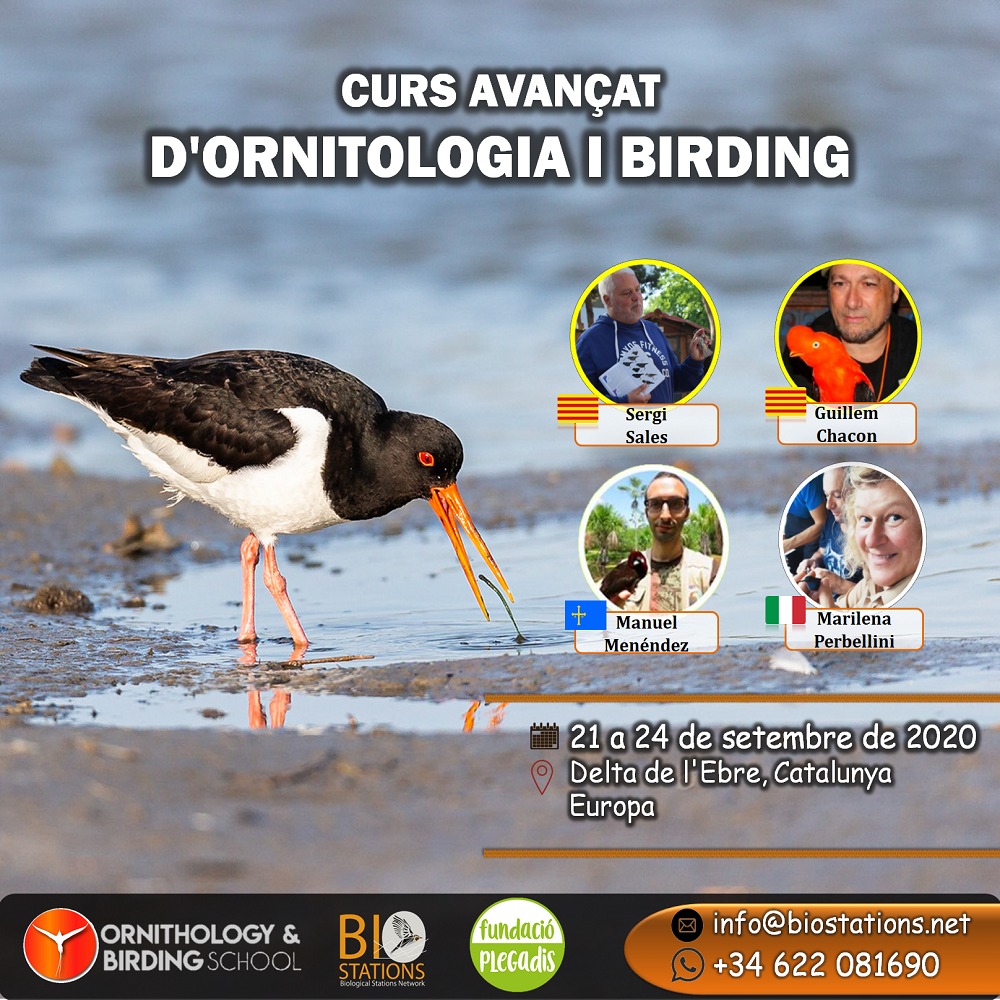 CURS AVANÇAT
D'ORNITOLOGIA I BIRDING
Sergi
Sales
Guillem
Chacon
Manuel
Menéndez
Marilena
Perbellini
21 a 24 de setembre de 2020
Delta de l'Ebre, Catalunya
Europa
ORNITHOLOGY &
BIRDING SCHOOL
BI
STATIONS
Biological Stations Network
fundació
PLEGADIS
info@biostations.net
+34 622 081690